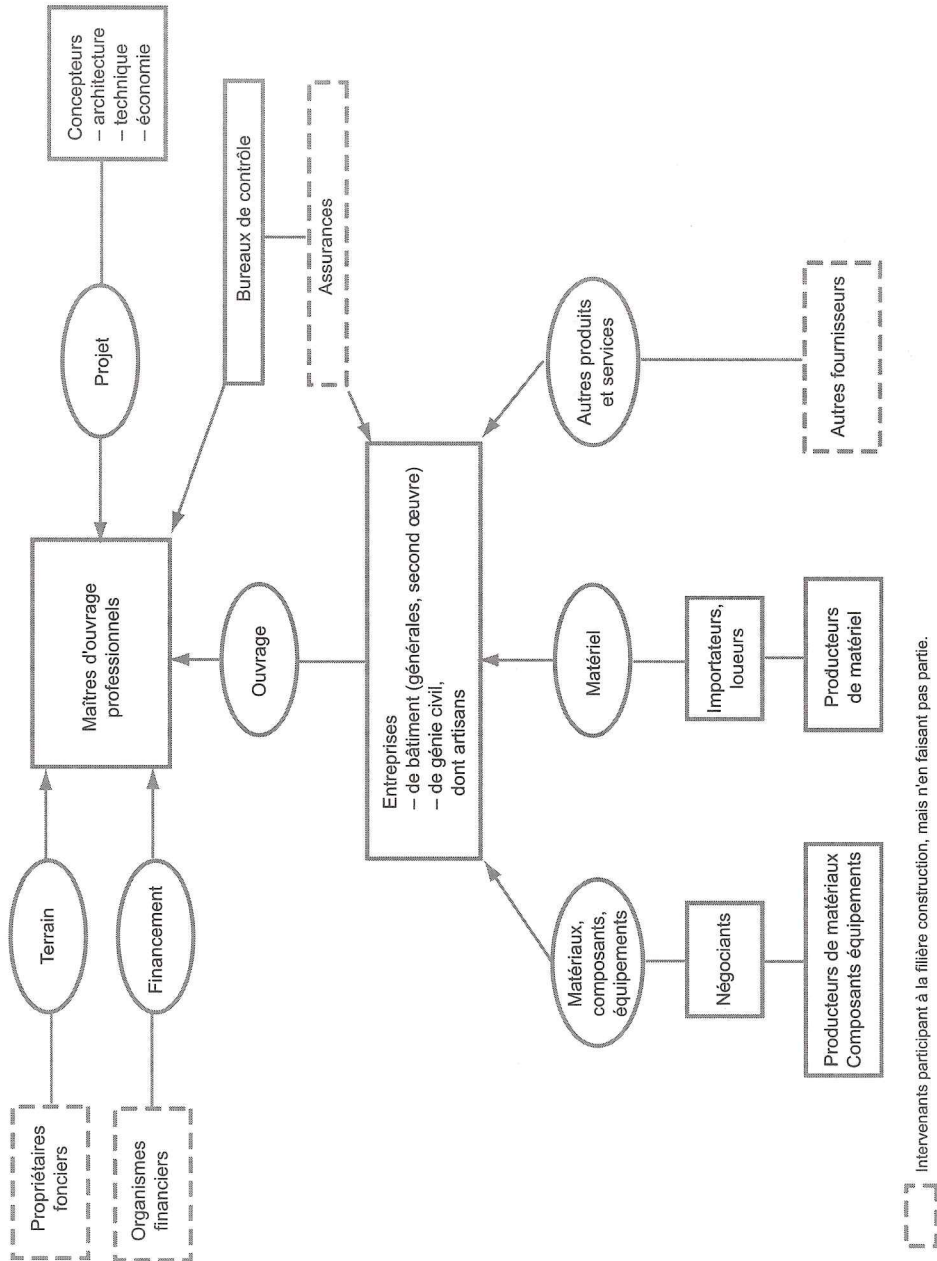 Propriétaires
fonciers
Terrain
Organismes
financiers
Financement
Maîtres d'ouvrage
professionnels
Projet
Concepteurs
– architecture
– technique
– économie
Bureaux de contrôle
Assurances
Ouvrage
Entreprises
– de bâtiment (générales, second œuvre)
– de génie civil,
dont artisans
Matériaux,
composants,
équipements
Négociants
Producteurs de matériaux
Composants équipements
Matériel
Importateurs,
loueurs
Producteurs
de matériel
Autres produits
et services
Autres fournisseurs
Intervenants participant à la filière construction, mais n'en faisant pas partie.